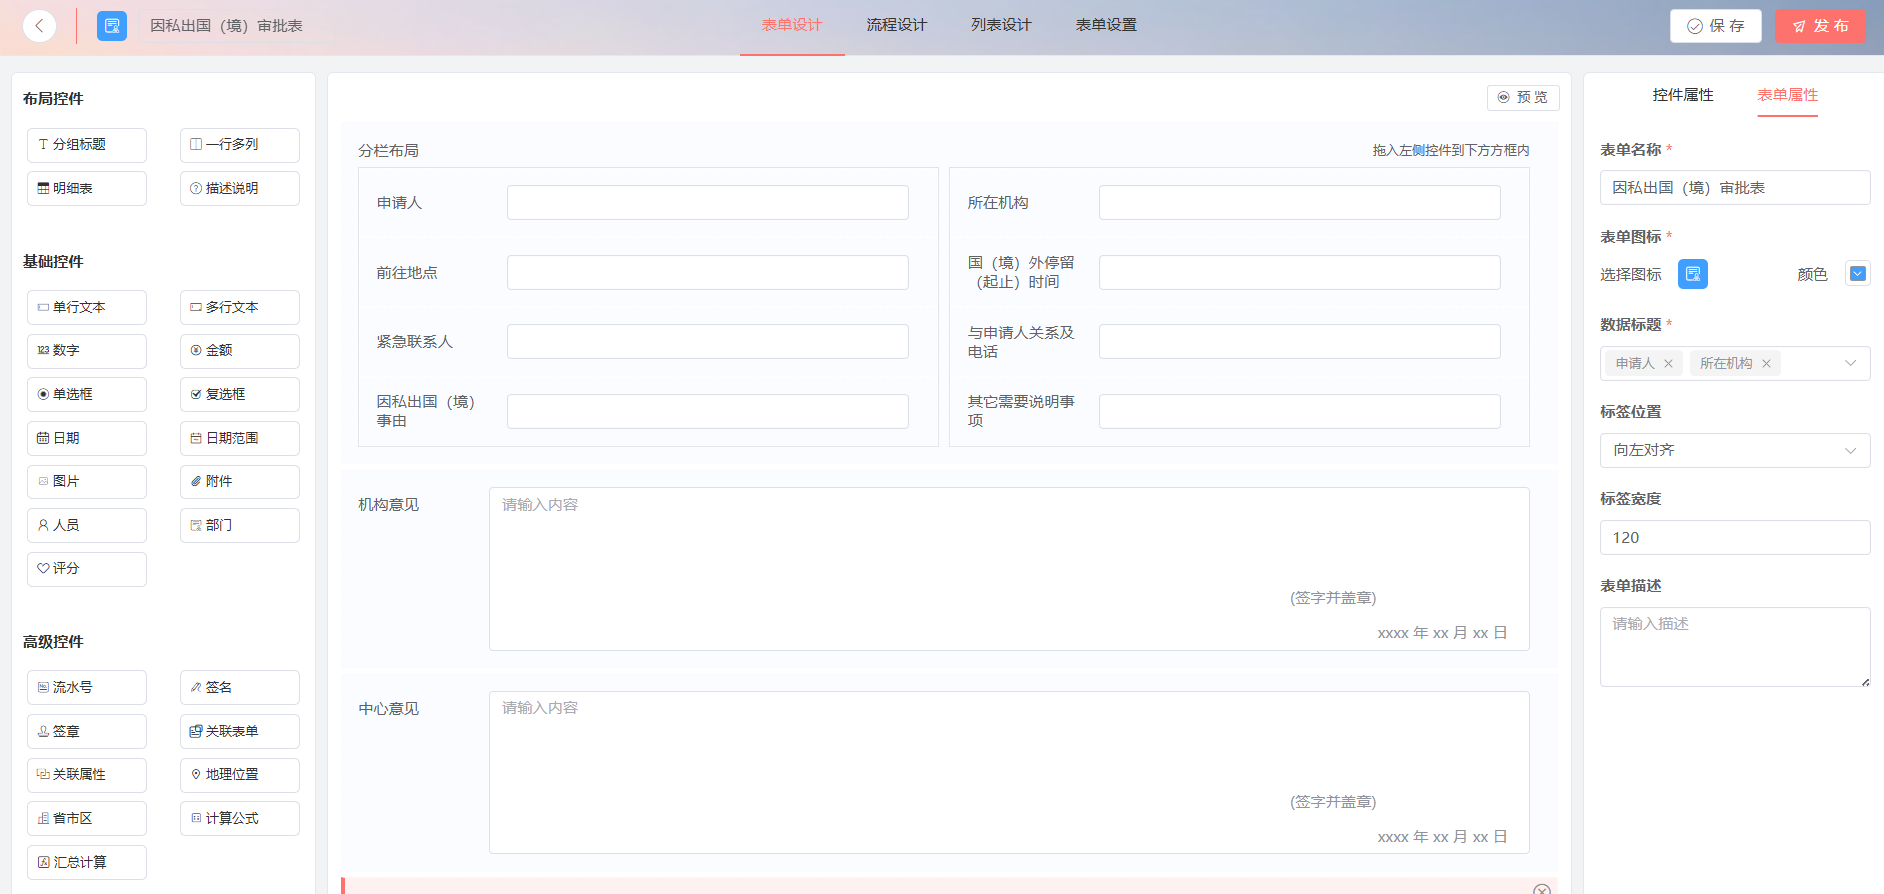 因私出国（境）审批表
表单设计
流程设计
列表设计
表单设置
保 存
发 布
布局控件
分组标题
一行多列
明细表
描述说明
基础控件
单行文本
多行文本
数字
金额
单选框
复选框
日期
日期范围
图片
附件
人员
部门
评分
高级控件
流水号
签名
签章
关联表单
关联属性
地理位置
省市区
计算公式
汇总计算
预 览
分栏布局
拖入左侧控件到下方方框内
申请人
所在机构
前往地点
国（境）外停留
（起止）时间
紧急联系人
与申请人关系及
电话
因私出国（境）
事由
其它需要说明事
项
机构意见
请输入内容
(签字并盖章)
xxxx 年 xx 月 xx 日
中心意见
请输入内容
(签字并盖章)
xxxx 年 xx 月 xx 日
控件属性
表单属性
表单名称 *
因私出国（境）审批表
表单图标 *
选择图标
颜色
数据标题 *
申请人
所在机构
标签位置
向左对齐
标签宽度
120
表单描述
请输入描述